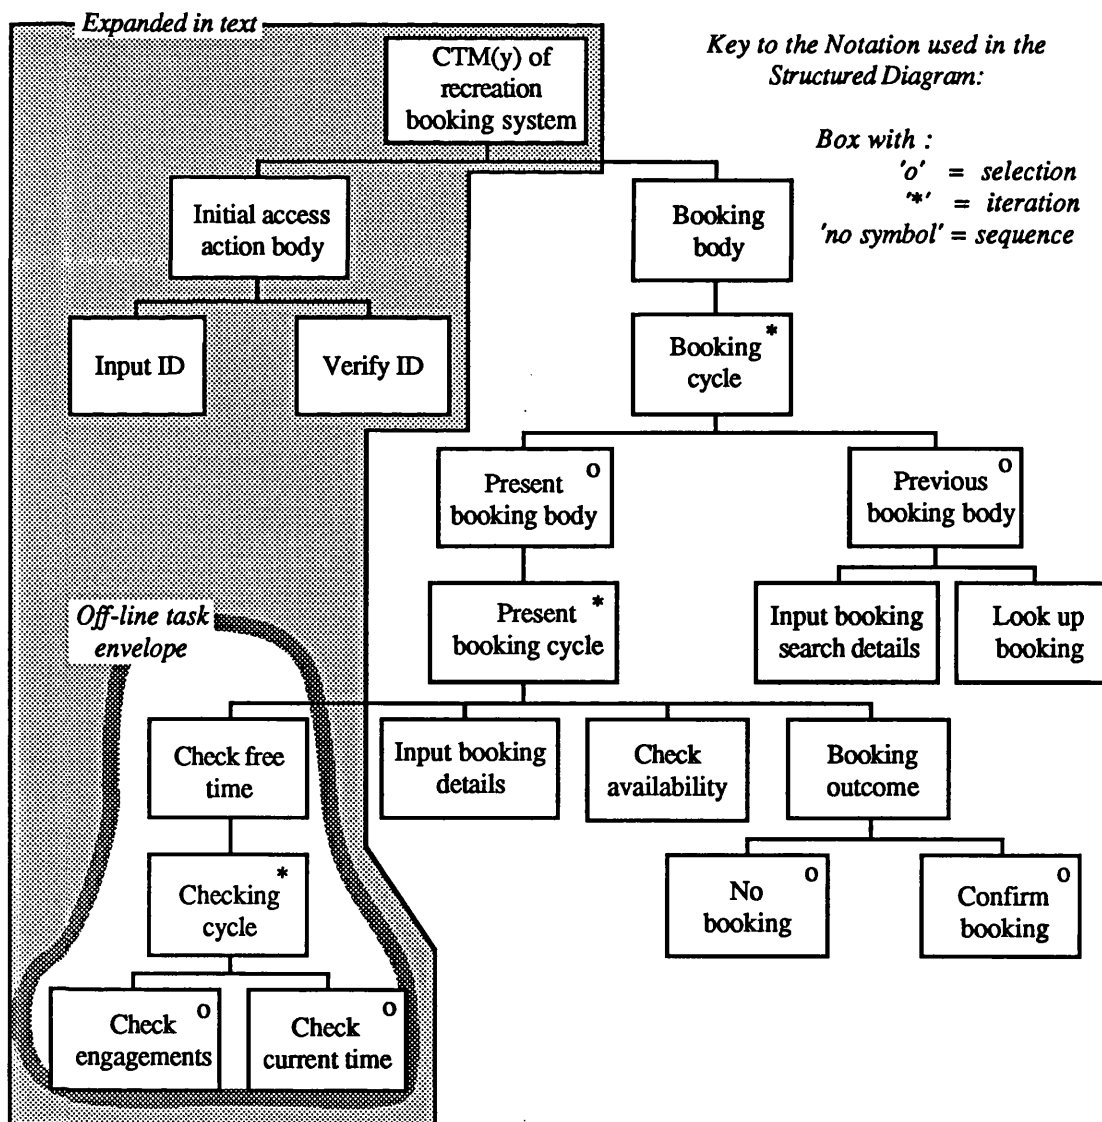 Expanded in text
CTM(y) of
recreation
booking system
Key to the Notation used in the
Structured Diagram:
Box with :
'o' = selection
'*' = iteration
'no symbol' = sequence
Initial access
action body
Booking
body
Input ID
Verify ID
*
Booking
cycle
o
Present
booking body
o
Previous
booking body
Off-line task
envelope
*
Present
booking cycle
Input booking
search details
Look up
booking
Check free
time
Input booking
details
Check
availability
Booking
outcome
*
Checking
cycle
o
No
booking
o
Confirm
booking
o
Check
engagements
o
Check
current time